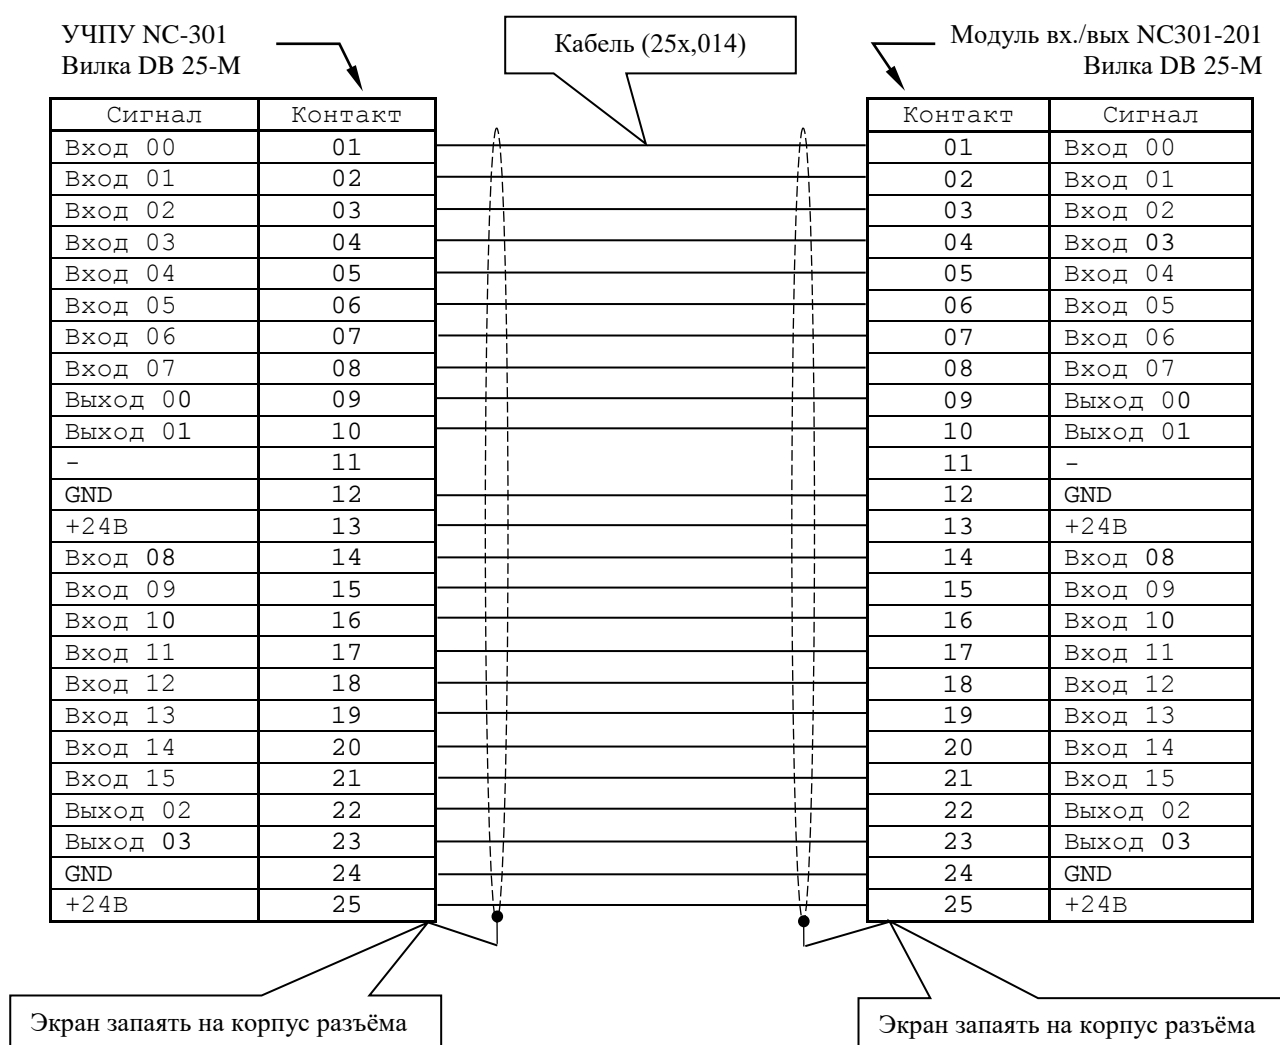 УЧПУ NC-301
Вилка DB 25-M
Кабель (25х,014)
Модуль вх./вых NC301-201
Вилка DB 25-M
Сигнал Контакт Контакт Сигнал
Вход 00 01 01 Вход 00
Вход 01 02 02 Вход 01
Вход 02 03 03 Вход 02
Вход 03 04 04 Вход 03
Вход 04 05 05 Вход 04
Вход 05 06 06 Вход 05
Вход 06 07 07 Вход 06
Вход 07 08 08 Вход 07
Выход 00 09 09 Выход 00
Выход 01 10 10 Выход 01
- 11 11 -
GND 12 12 GND
+24В 13 13 +24В
Вход 08 14 14 Вход 08
Вход 09 15 15 Вход 09
Вход 10 16 16 Вход 10
Вход 11 17 17 Вход 11
Вход 12 18 18 Вход 12
Вход 13 19 19 Вход 13
Вход 14 20 20 Вход 14
Вход 15 21 21 Вход 15
Выход 02 22 22 Выход 02
Выход 03 23 23 Выход 03
GND 24 24 GND
+24В 25 25 +24В
Экран запаять на корпус разъёма
Экран запаять на корпус разъёма